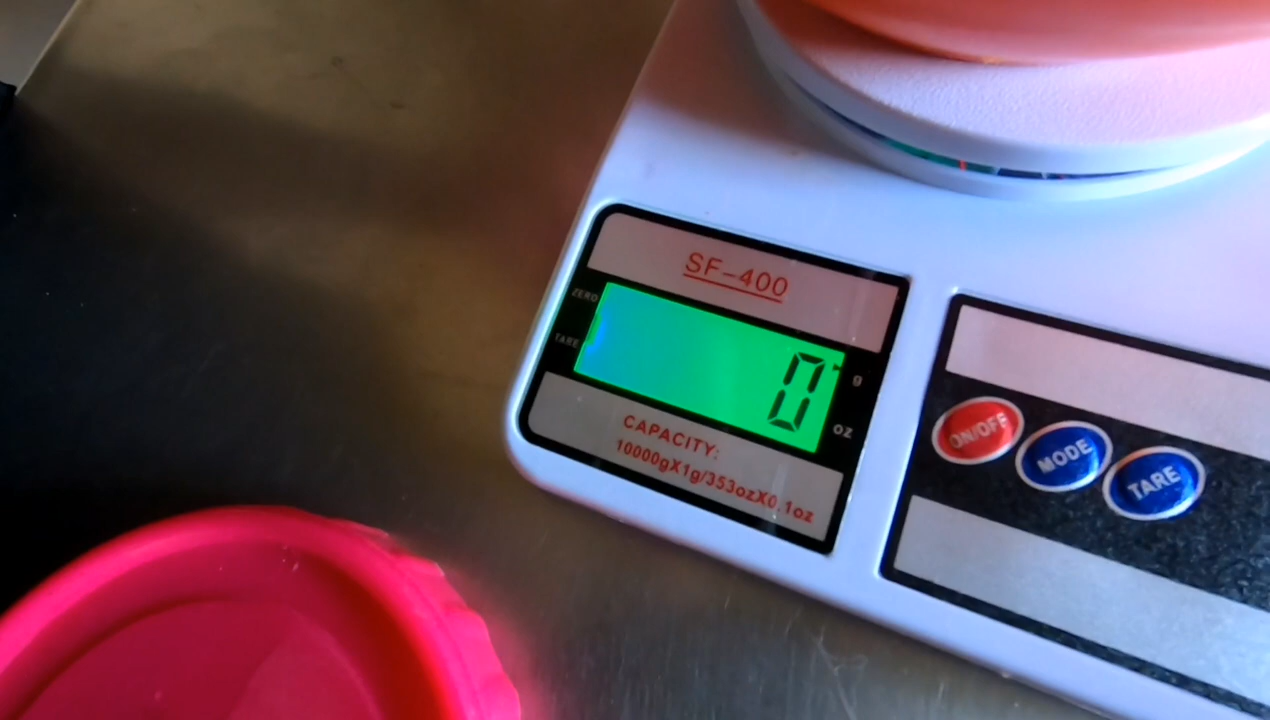 SF-400
ZERO
TARE
0
g
oz
CAPACITY:
10000gX1g/353ozX0.1oz
ON/OFF
MODE
TARE